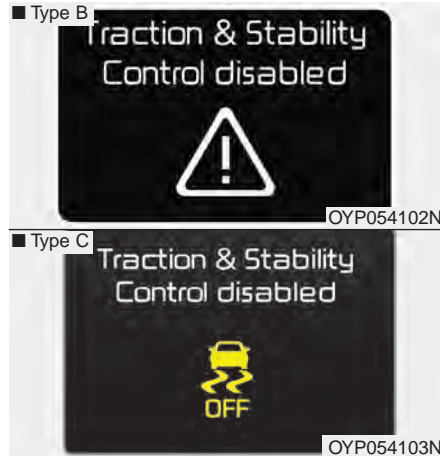 ■ Type B
Traction & Stability
Control disabled
OYP054102N
■ Type C
Traction & Stability
Control disabled
OFF
OYP054103N